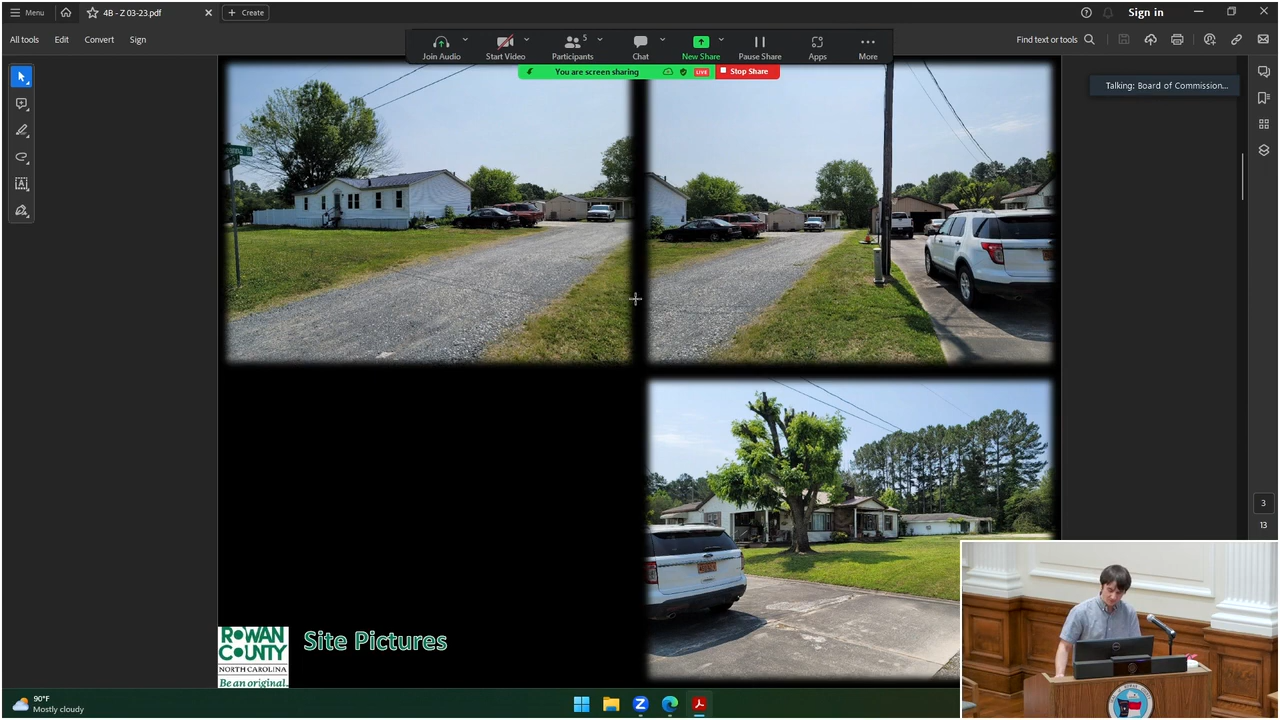 Menu
4B - Z 03-23.pdf
Create
Sign in
All tools
Edit
Convert
Sign
Find text or tools
Join Audio
Start Video
5
Participants
Chat
New Share
Pause Share
Apps
More
You are screen sharing
LIVE
Stop Share
Talking: Board of Commission...
3
13
ROWAN
COUNTY
NORTH CAROLINA
Be an original.
Site Pictures
90°F
Mostly cloudy